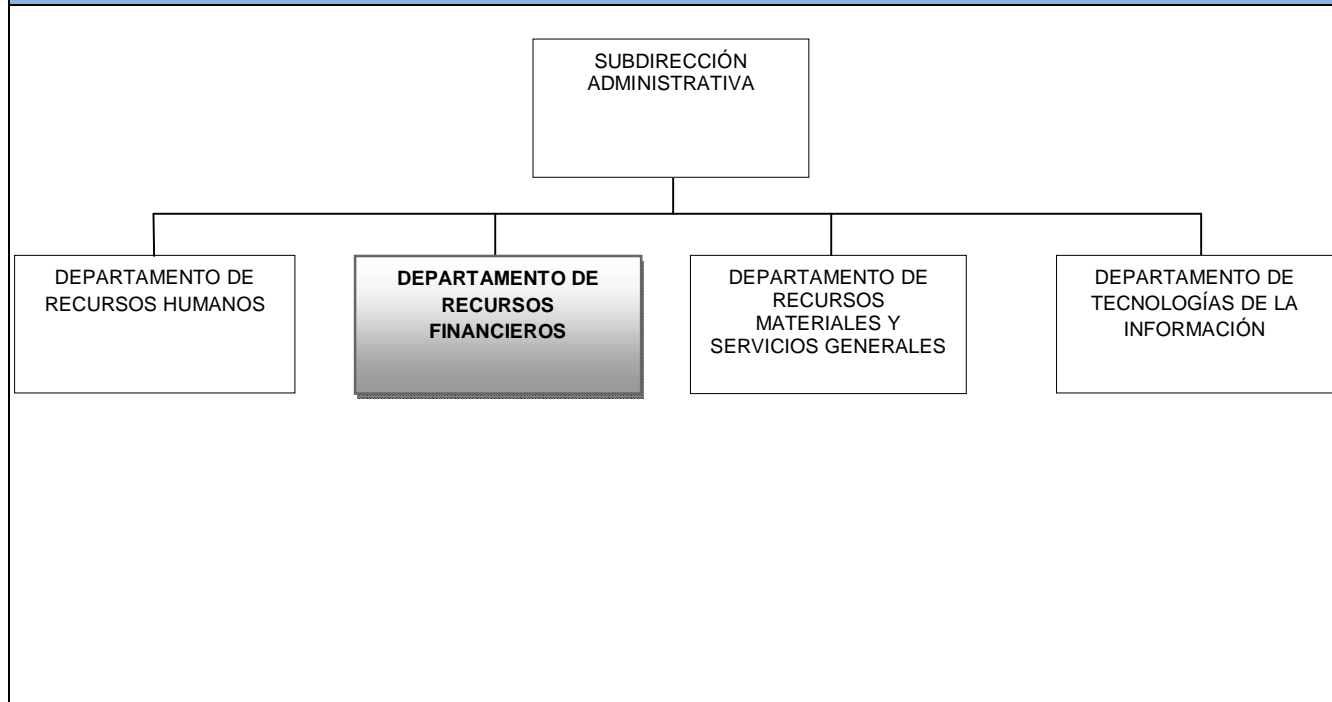 SUBDIRECCIÓN
ADMINISTRATIVA
DEPARTAMENTO DE
RECURSOS HUMANOS
DEPARTAMENTO DE
RECURSOS
FINANCIEROS
DEPARTAMENTO DE
RECURSOS
MATERIALES Y
SERVICIOS GENERALES
DEPARTAMENTO DE
TECNOLOGÍAS DE LA
INFORMACIÓN